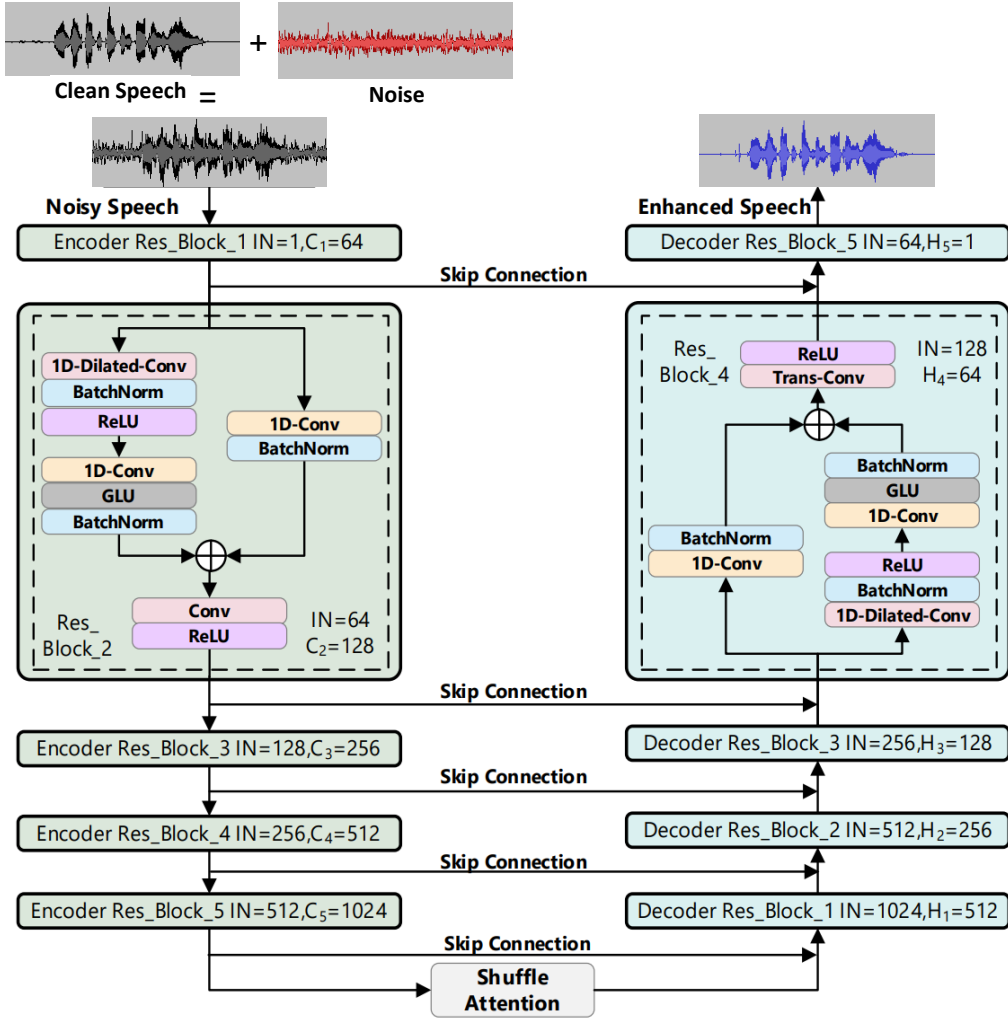 +
Clean Speech =
Noise
Noisy Speech
Enhanced Speech
Encoder Res_Block_1 IN=1,C₁=64
Decoder Res_Block_5 IN=64,H₅=1
Skip Connection
1D-Dilated-Conv
BatchNorm
ReLU
1D-Conv
GLU
BatchNorm
1D-Conv
BatchNorm
Conv
ReLU
Res_
Block_2
IN=64
C₂=128
Res_
Block_4
ReLU
Trans-Conv
IN=128
H₄=64
BatchNorm
GLU
1D-Conv
BatchNorm
1D-Conv
ReLU
BatchNorm
1D-Dilated-Conv
Skip Connection
Encoder Res_Block_3 IN=128,C₃=256
Decoder Res_Block_3 IN=256,H₃=128
Skip Connection
Encoder Res_Block_4 IN=256,C₄=512
Decoder Res_Block_2 IN=512,H₂=256
Skip Connection
Encoder Res_Block_5 IN=512,C₅=1024
Decoder Res_Block_1 IN=1024,H₁=512
Skip Connection
Shuffle
Attention